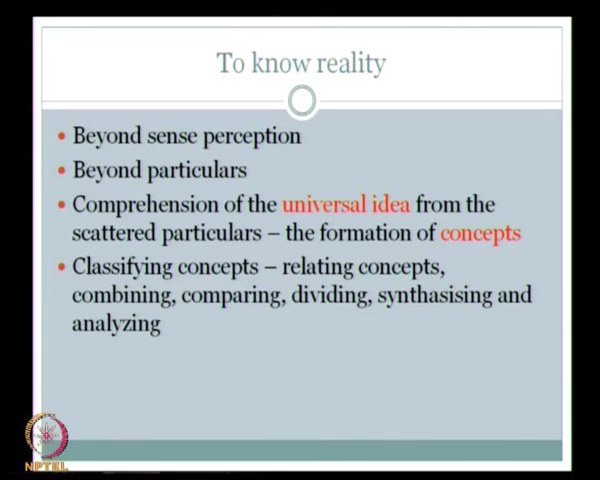 To know reality
• Beyond sense perception
• Beyond particulars
• Comprehension of the universal idea from the
scattered particulars – the formation of concepts
• Classifying concepts – relating concepts,
combining, comparing, dividing, synthasising and
analyzing
NPTEL